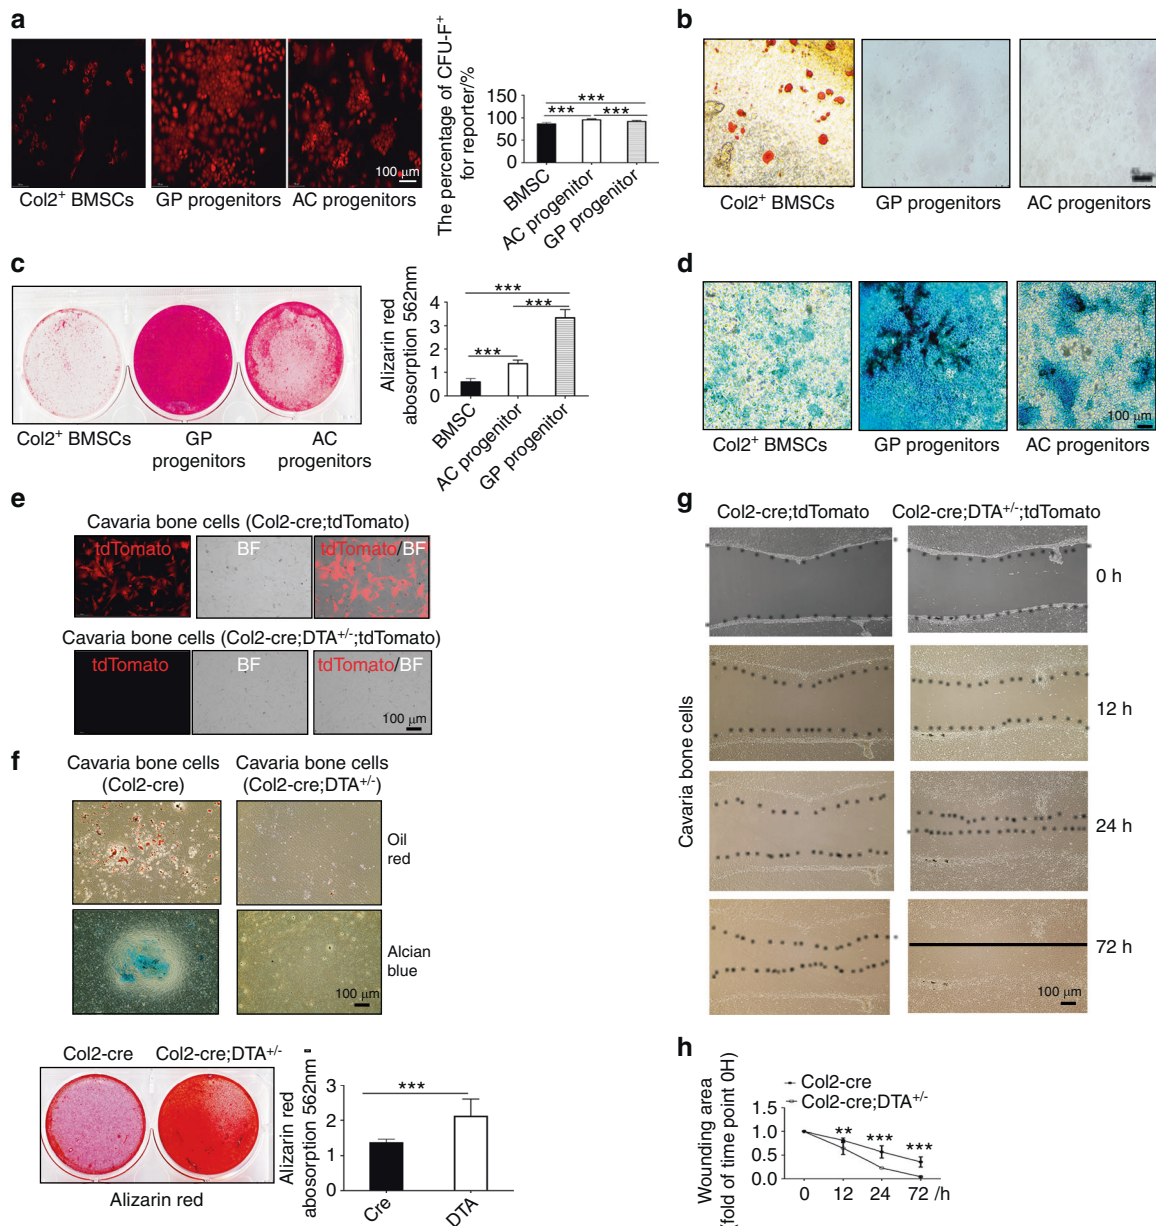 a
Col2+ BMSCs
GP progenitors
AC progenitors
100 μm
The percentage of CFU-F+
for reporter/%
150
100
50
0
***
***
***
BMSC
AC progenitor
GP progenitor
b
Col2+ BMSCs
GP progenitors
AC progenitors
c
Col2+ BMSCs
GP
progenitors
AC
progenitors
Alizarin red
abosorption 562nm
4
3
2
1
0
***
***
***
BMSC
AC progenitor
GP progenitor
d
Col2+ BMSCs
GP progenitors
AC progenitors
100 μm
e
Cavaria bone cells (Col2-cre;tdTomato)
tdTomato
BF
tdTomato/BF
Cavaria bone cells (Col2-cre;DTA+/-;tdTomato)
tdTomato
BF
tdTomato/BF
100 μm
f
Cavaria bone cells
(Col2-cre)
Cavaria bone cells
(Col2-cre;DTA+/-)
Oil
red
Alcian
blue
100 μm
Col2-cre
Col2-cre;DTA+/-
Alizarin red
Alizarin red
abosorption 562nm
3
2
1
0
***
Cre
DTA
g
Col2-cre;tdTomato
Col2-cre;DTA+/-;tdTomato
Cavaria bone cells
0 h
12 h
24 h
72 h
100 μm
h
Wounding area
(fold of time point 0H)
Col2-cre
Col2-cre;DTA+/-
1.5
1.0
0.5
0.0
**
***
***
0
12
24
72 /h